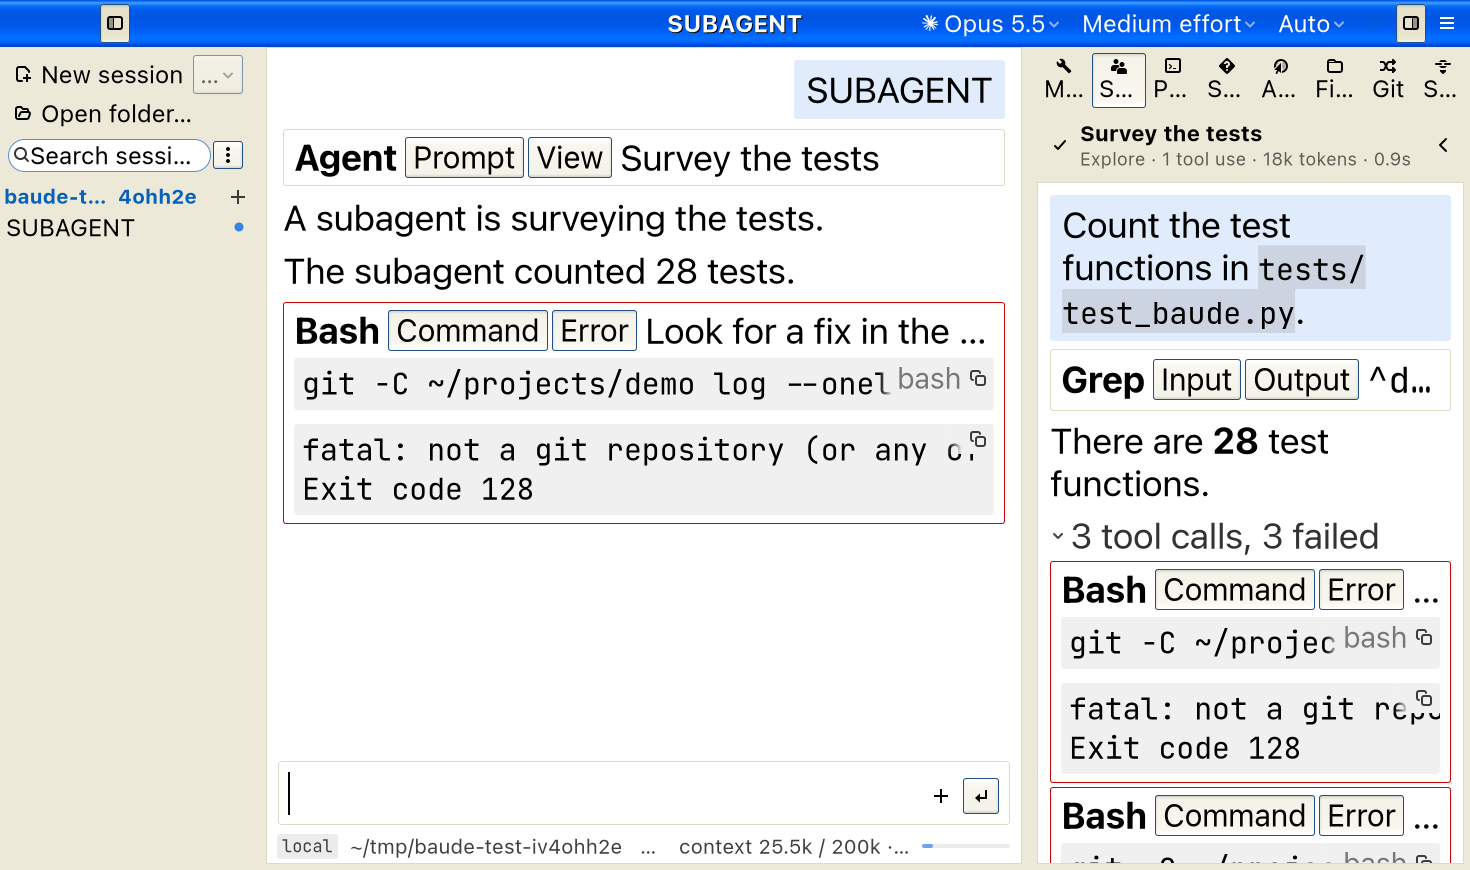 SUBAGENT
Opus 5.5
Medium effort
Auto
New session
...
Open folder...
Search sessi...
baude-t... 4ohh2e
SUBAGENT
SUBAGENT
Agent Prompt View Survey the tests
A subagent is surveying the tests.
The subagent counted 28 tests.
Bash Command Error Look for a fix in the ...
git -C ~/projects/demo log --onel bash
fatal: not a git repository (or any o
Exit code 128
local ~/tmp/baude-test-iv4ohh2e ... context 25.5k / 200k ·...
M... S... P... S... A... Fi... Git S...
Survey the tests
Explore · 1 tool use · 18k tokens · 0.9s
Count the test
functions in tests/
test_baude.py.
Grep Input Output ^d...
There are 28 test
functions.
3 tool calls, 3 failed
Bash Command Error ...
git -C ~/projec bash
fatal: not a git repo
Exit code 128
Bash Command Error ...
git -C ~/projec bash